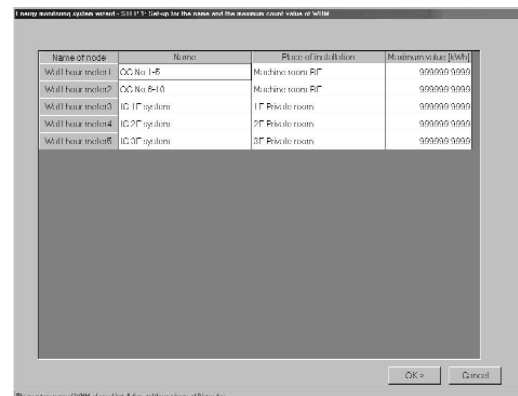 Energy monitoring system wizard - STEP 1: Set-up for the name and the maximum count value of WHM
Name of node Name Place of installation Maximum value [kWh]
Watt hour meter1 OC No.1-5 Machine room RF 999999.9999
Watt hour meter2 OC No.6-10 Machine room RF 999999.9999
Watt hour meter3 IC 1F system 1F Private room 999999.9999
Watt hour meter4 IC 2F system 2F Private room 999999.9999
Watt hour meter5 IC 3F system 3F Private room 999999.9999
OK > Cancel